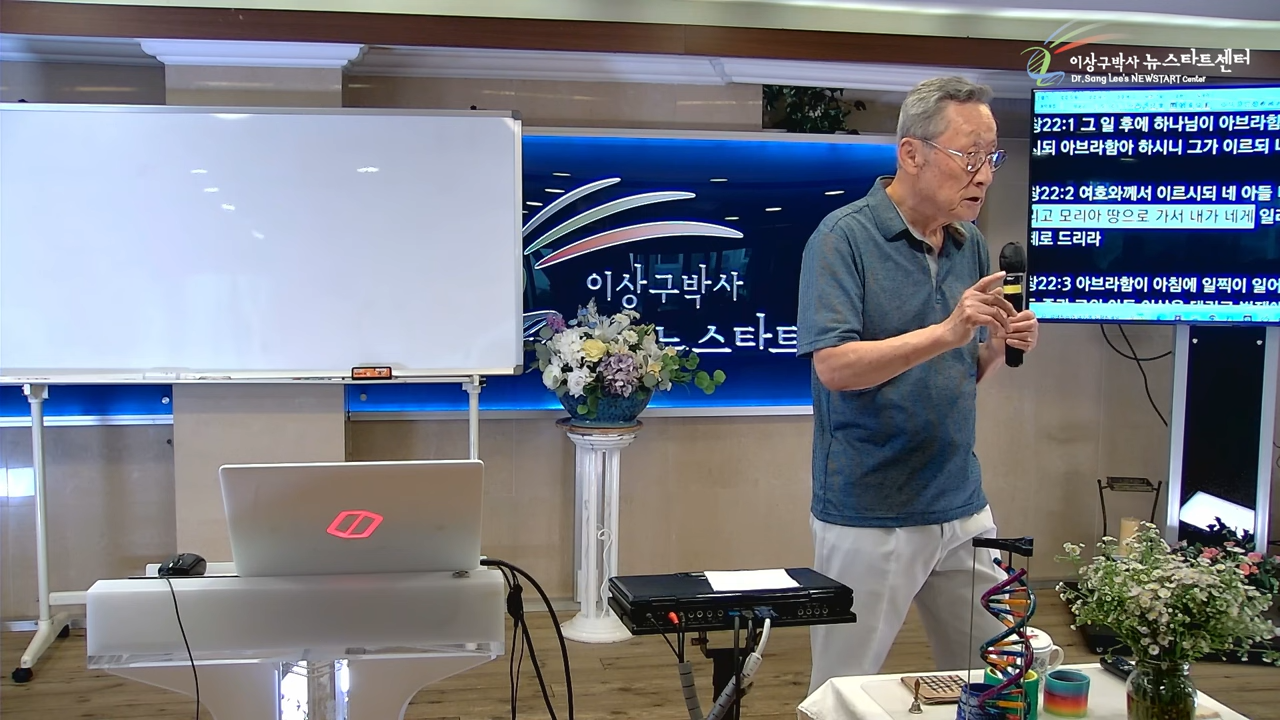 이상구박사 뉴스타트센터
Dr. Sang Lee's NEWSTART Center
창22:1 그 일 후에 하나님이 아브라함
시되 아브라함아 하시니 그가 이르되
창22:2 여호와께서 이르시되 네 아들
리고 모리아 땅으로 가서 내가 네게 일러
제로 드리라
창22:3 아브라함이 아침에 일찍이 일어
이상구박사
뉴스타트